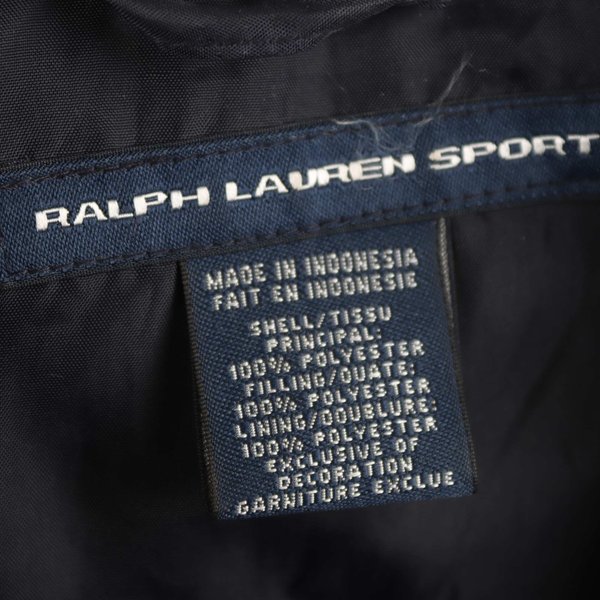 RALPH LAUREN SPORT
MADE IN INDONESIA
FAIT EN INDONESIE
SHELL/TISSU
PRINCIPAL:
100% POLYESTER
FILLING/OUATE:
100% POLYESTER
LINING/DOUBLURE:
100% POLYESTER
EXCLUSIVE OF
DECORATION
GARNITURE EXCLUE